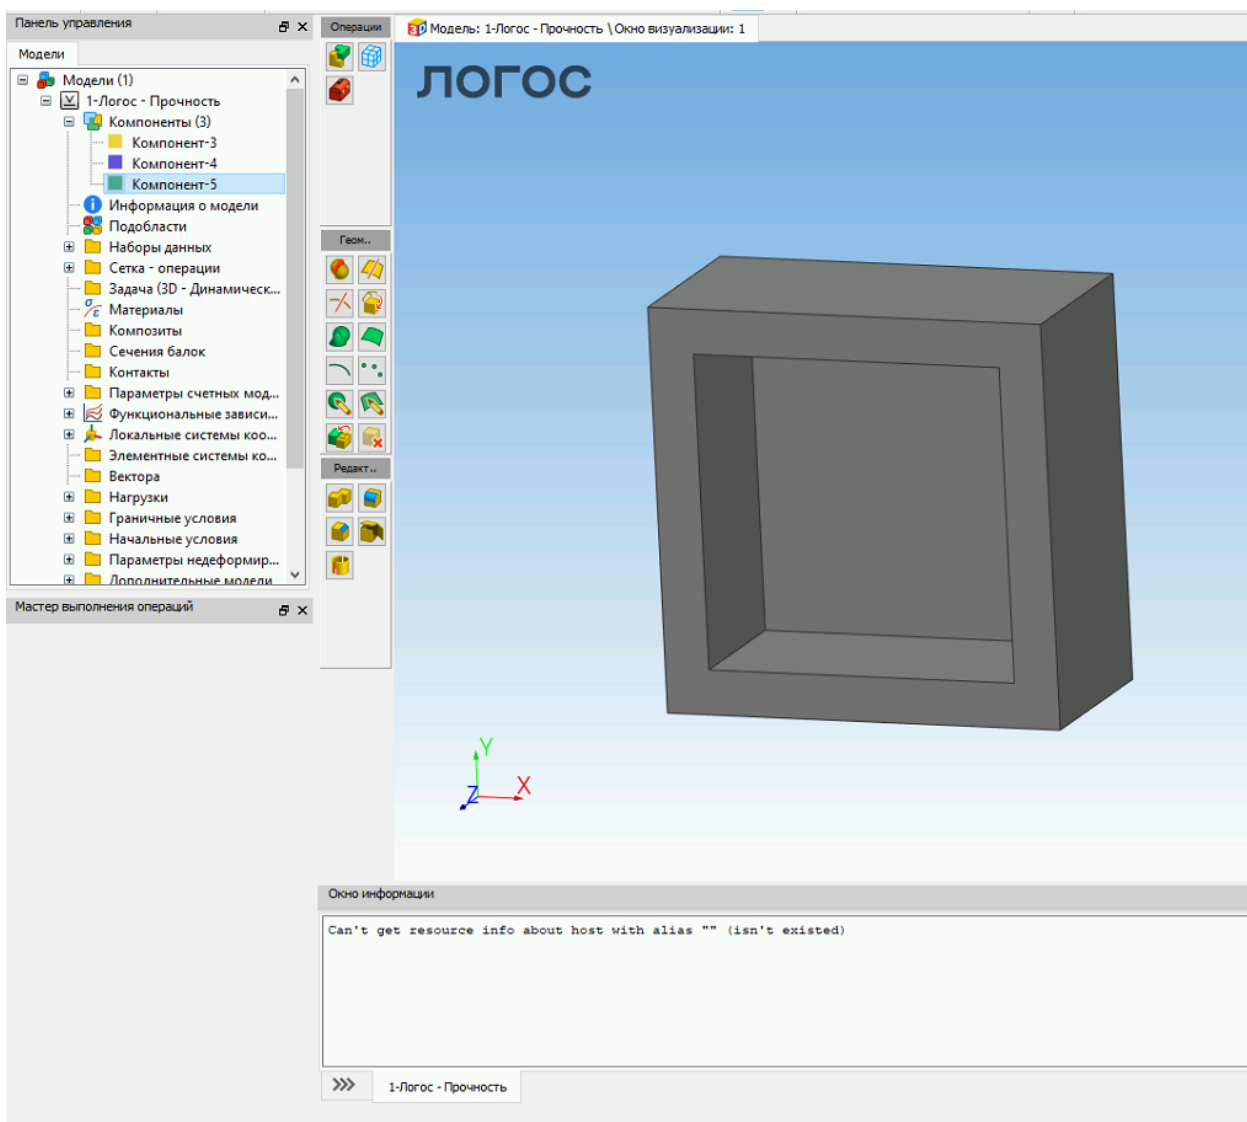 Панель управления
Модели
Модели (1)
1-Логос - Прочность
Компоненты (3)
Компонент-3
Компонент-4
Компонент-5
Информация о модели
Подобласти
Наборы данных
Сетка - операции
Задача (3D - Динамическ...
Материалы
Композиты
Сечения балок
Контакты
Параметры счетных мод...
Функциональные зависи...
Локальные системы коо...
Элементные системы ко...
Вектора
Нагрузки
Граничные условия
Начальные условия
Параметры недеформир...
Дополнительные модели
Мастер выполнения операций
Операции
Геом..
Редакт..
3D Модель: 1-Логос - Прочность \ Окно визуализации: 1
ЛОГОС
Y
Z
X
Окно информации
Can't get resource info about host with alias "" (isn't existed)
1-Логос - Прочность